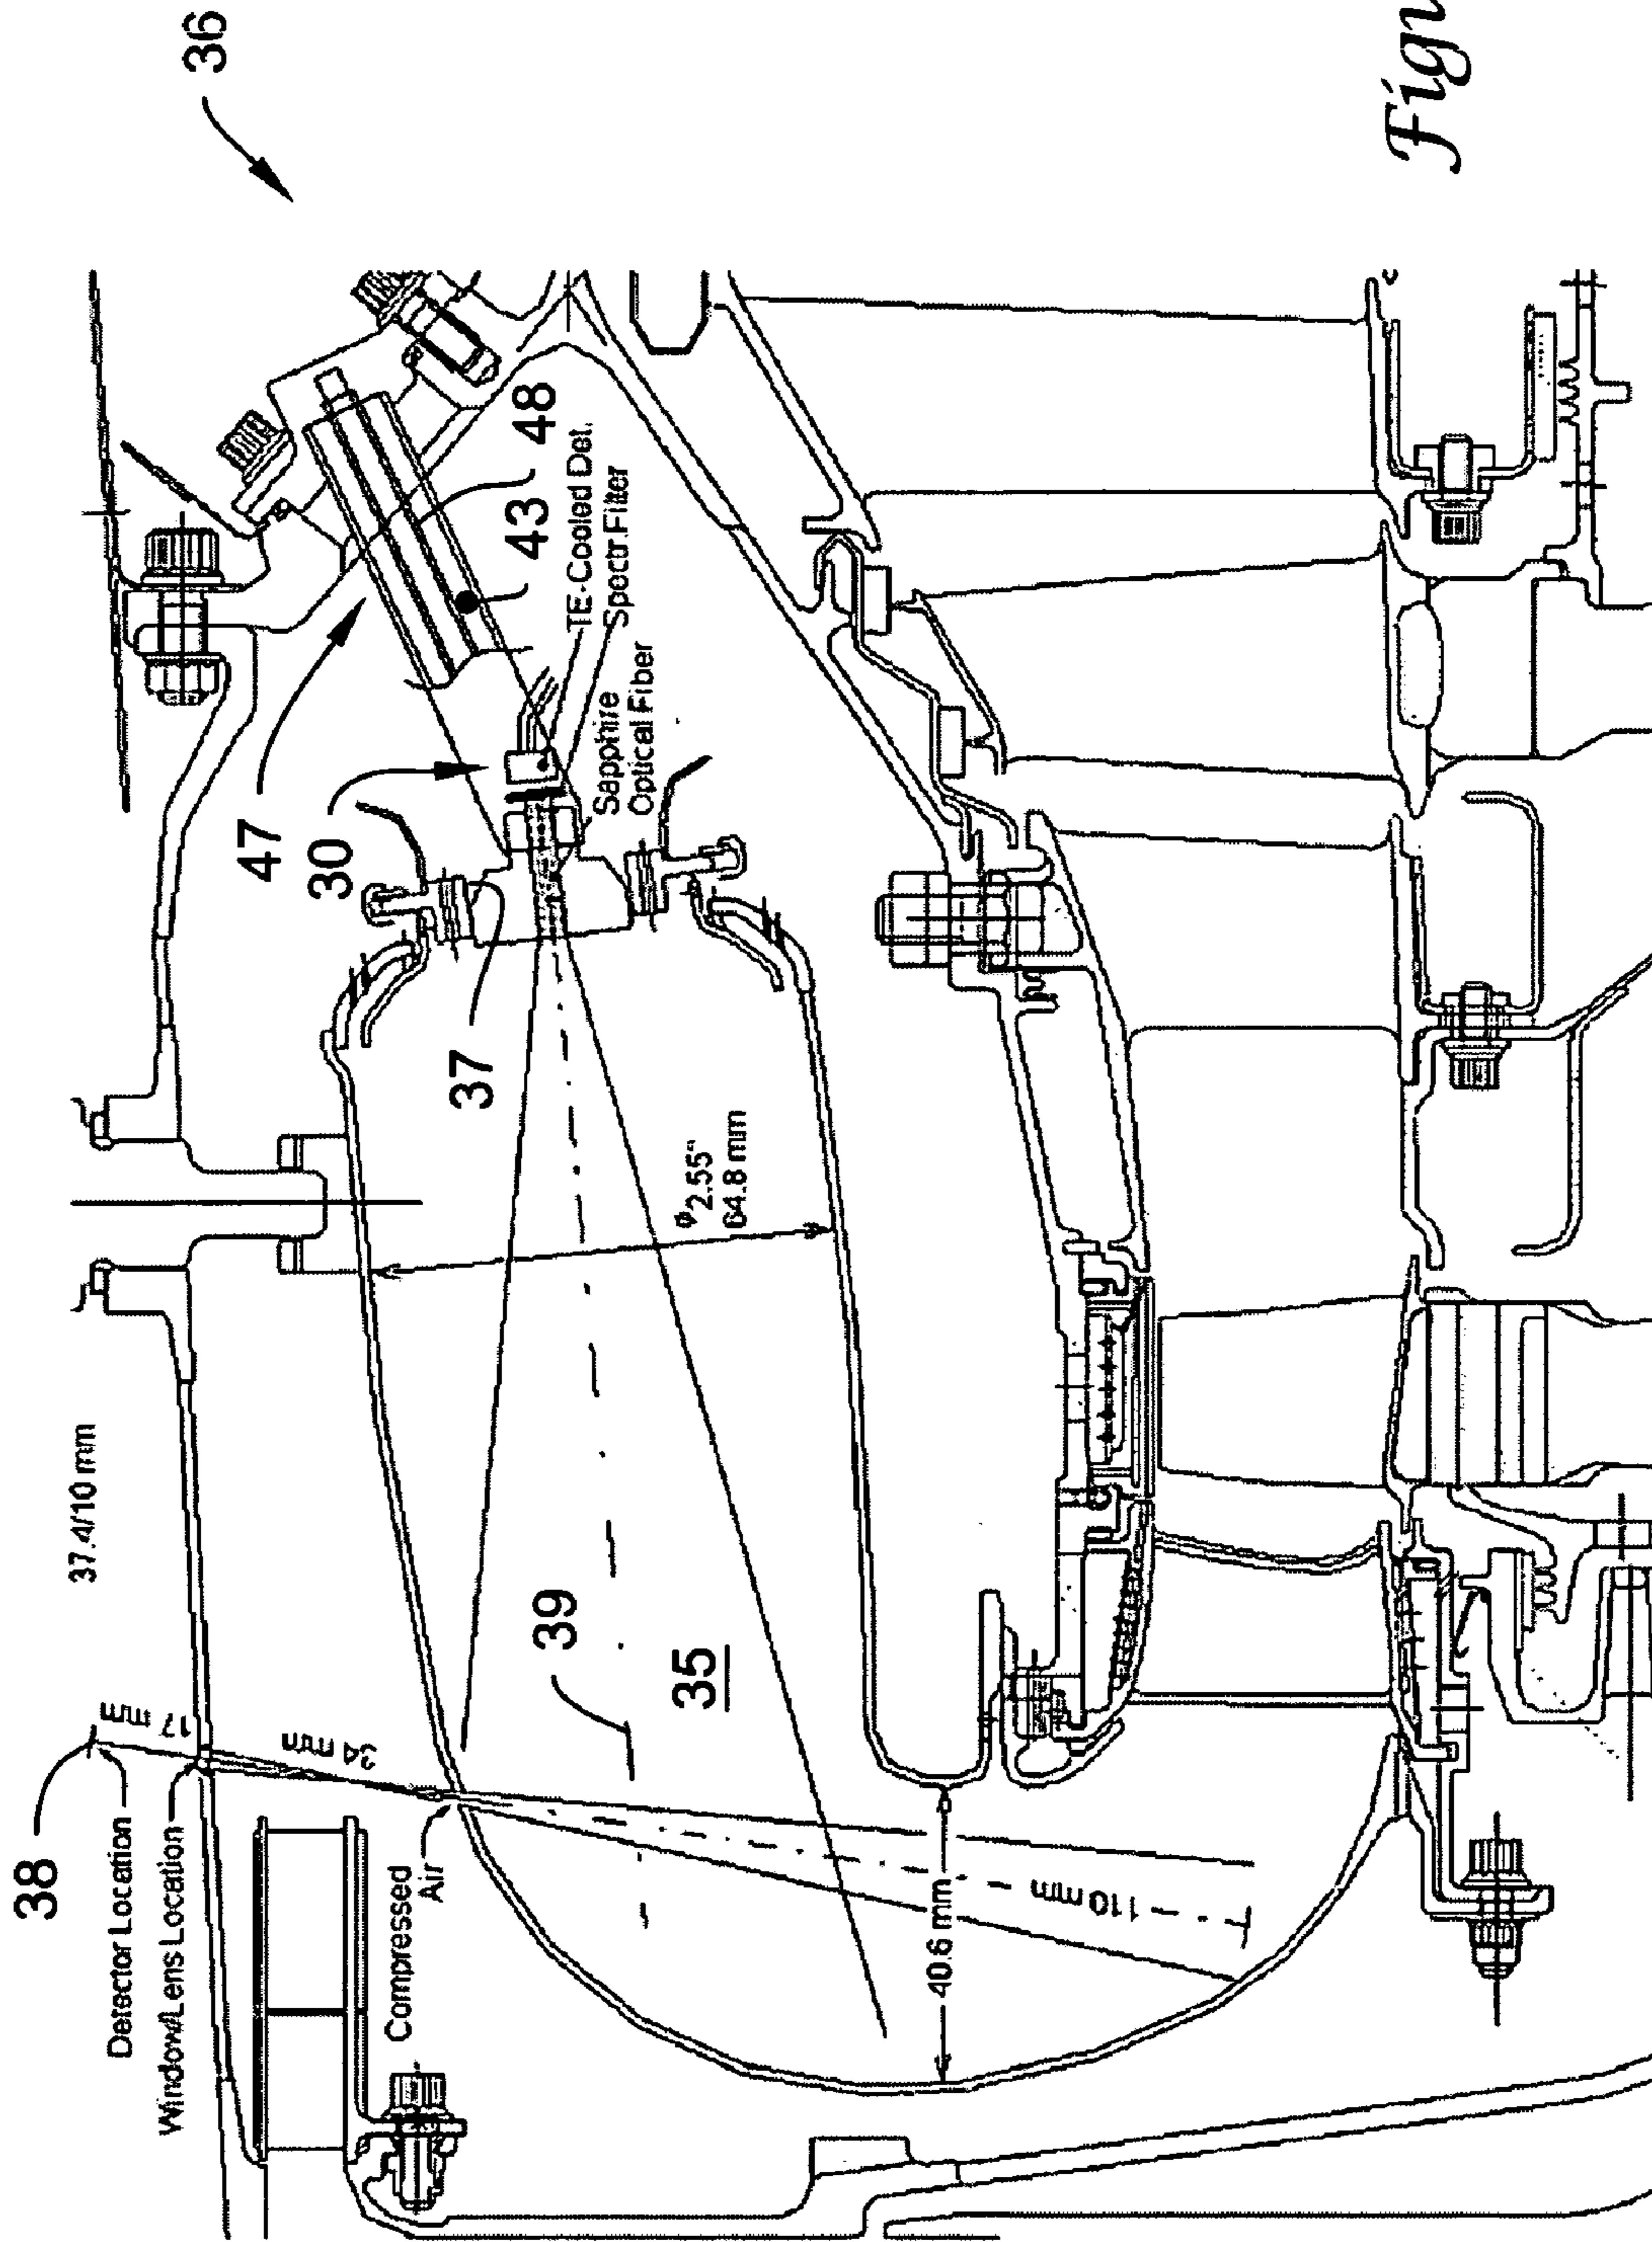 36
Figu
38
Detector Location
Window/Lens Location
17 mm
34 mm
37.4/10 mm
Compressed
Air
39
35
110 mm
40.6 mm
Φ2.55"
64.8 mm
37
47
30
Sapphire
Optical Fiber
43
48
TE-Cooled Det.
Spectr.Filter